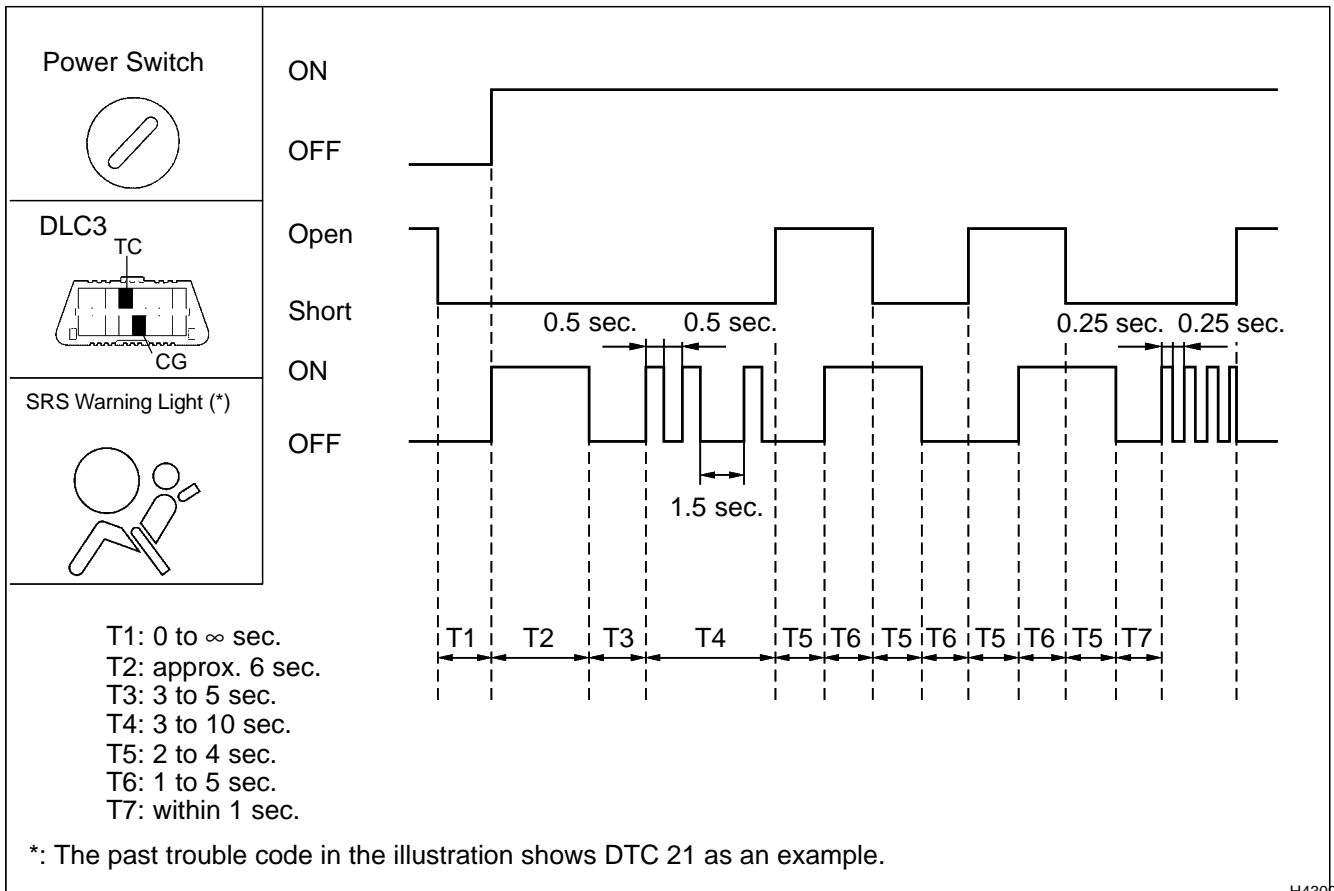 Power Switch
ON
OFF
DLC3
TC
CG
Open
Short
0.5 sec. 0.5 sec.
0.25 sec. 0.25 sec.
SRS Warning Light (*)
ON
OFF
1.5 sec.
T1 T2 T3 T4 T5 T6 T5 T6 T5 T6 T5 T7
T1: 0 to ∞ sec.
T2: approx. 6 sec.
T3: 3 to 5 sec.
T4: 3 to 10 sec.
T5: 2 to 4 sec.
T6: 1 to 5 sec.
T7: within 1 sec.
*: The past trouble code in the illustration shows DTC 21 as an example.